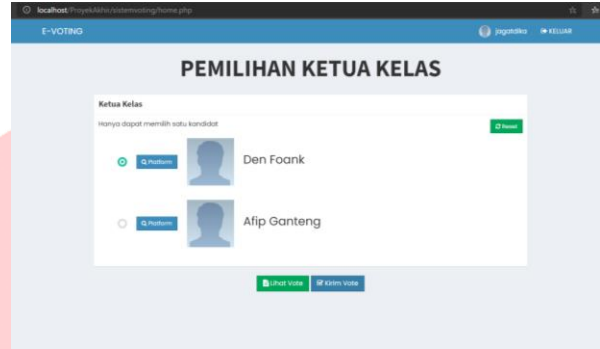 localhost/ProyekAkhir/sistemvoting/home.php
E-VOTING
jagatdika KELUAR
PEMILIHAN KETUA KELAS
Ketua Kelas
Hanya dapat memilih satu kandidat
Reset
Platform
Den Foank
Platform
Afip Ganteng
Lihat Vote Kirim Vote